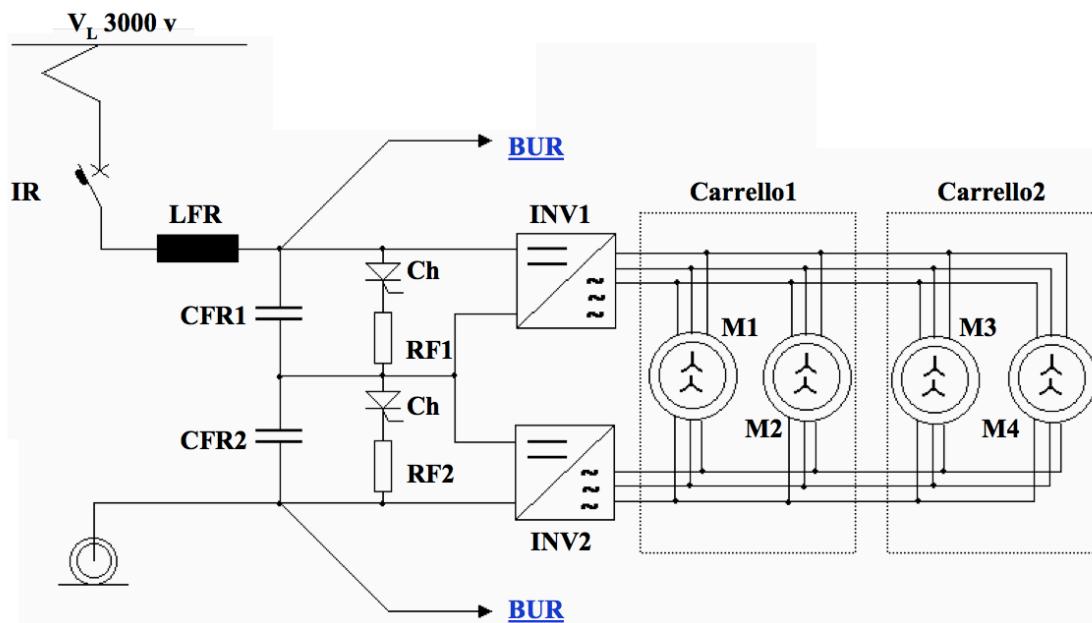 V_L 3000 v
BUR
IR
LFR
INV1
Carrello1
Carrello2
Ch
CFR1
RF1
M1
M3
Ch
CFR2
M2
M4
RF2
INV2
BUR